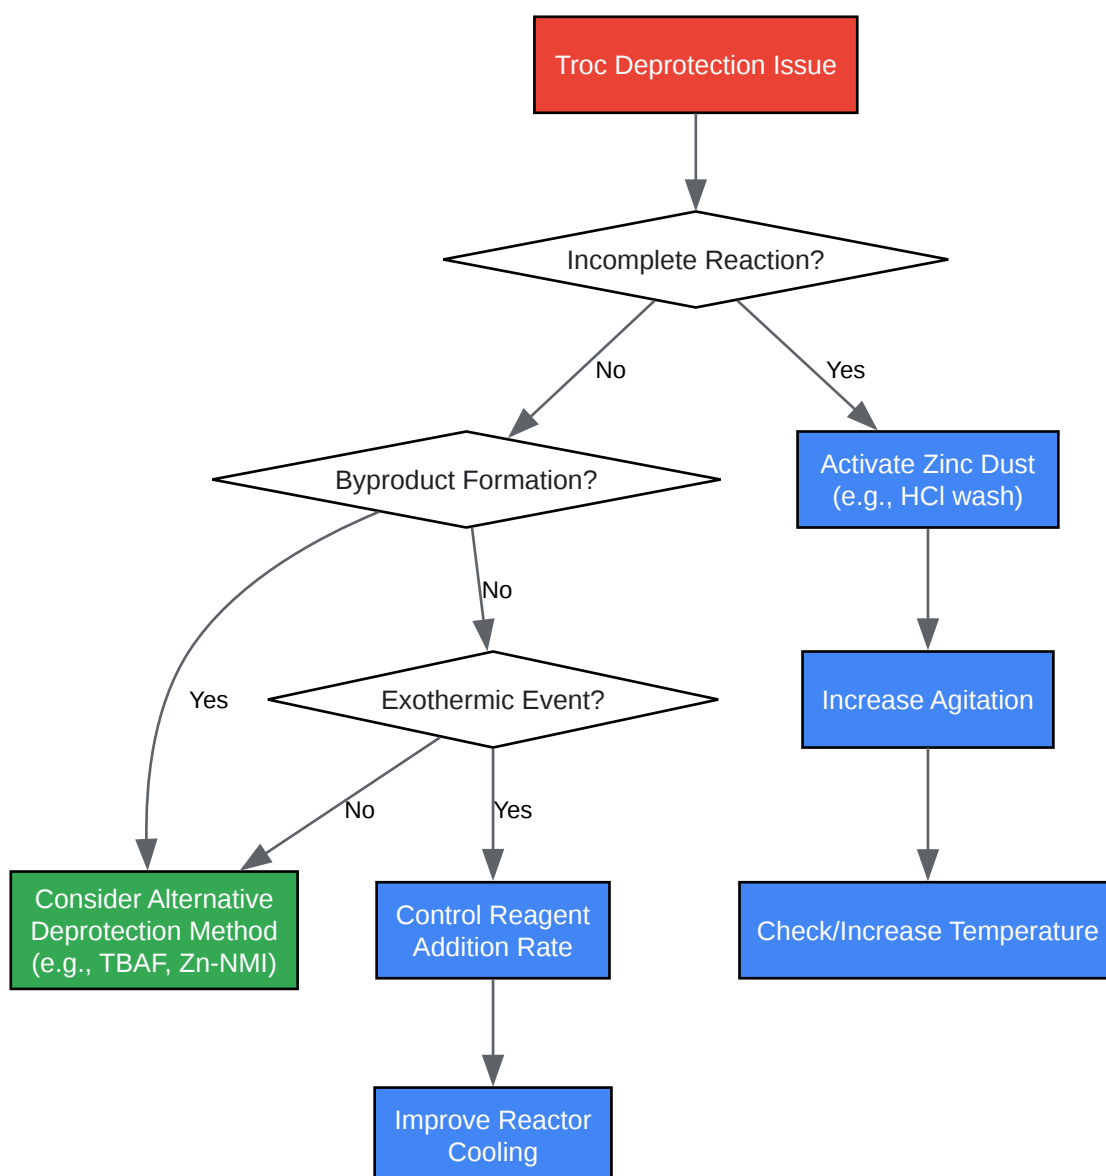 Troc Deprotection Issue
Incomplete Reaction?
No
Yes
Byproduct Formation?
Activate Zinc Dust
(e.g., HCl wash)
No
Yes
Exothermic Event?
Increase Agitation
No
Yes
Consider Alternative
Deprotection Method
(e.g., TBAF, Zn-NMI)
Control Reagent
Addition Rate
Check/Increase Temperature
Improve Reactor
Cooling